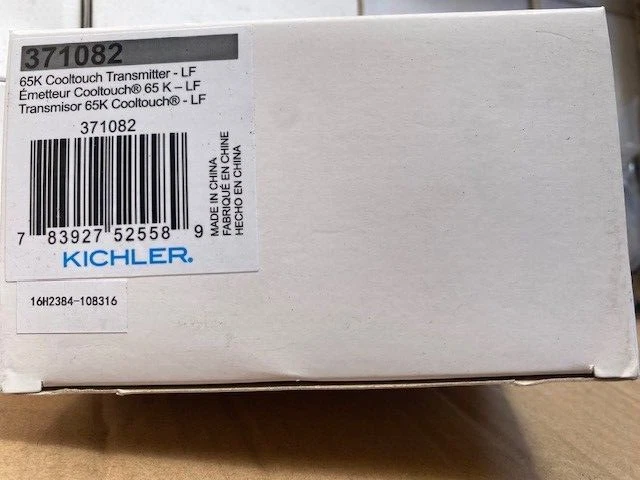 371082
65K Cooltouch Transmitter - LF
Émetteur Cooltouch® 65 K – LF
Transmisor 65K Cooltouch® - LF
371082
7 83927 52558 9
MADE IN CHINA
FABRIQUÉ EN CHINE
HECHO EN CHINA
KICHLER.
16H2384-108316